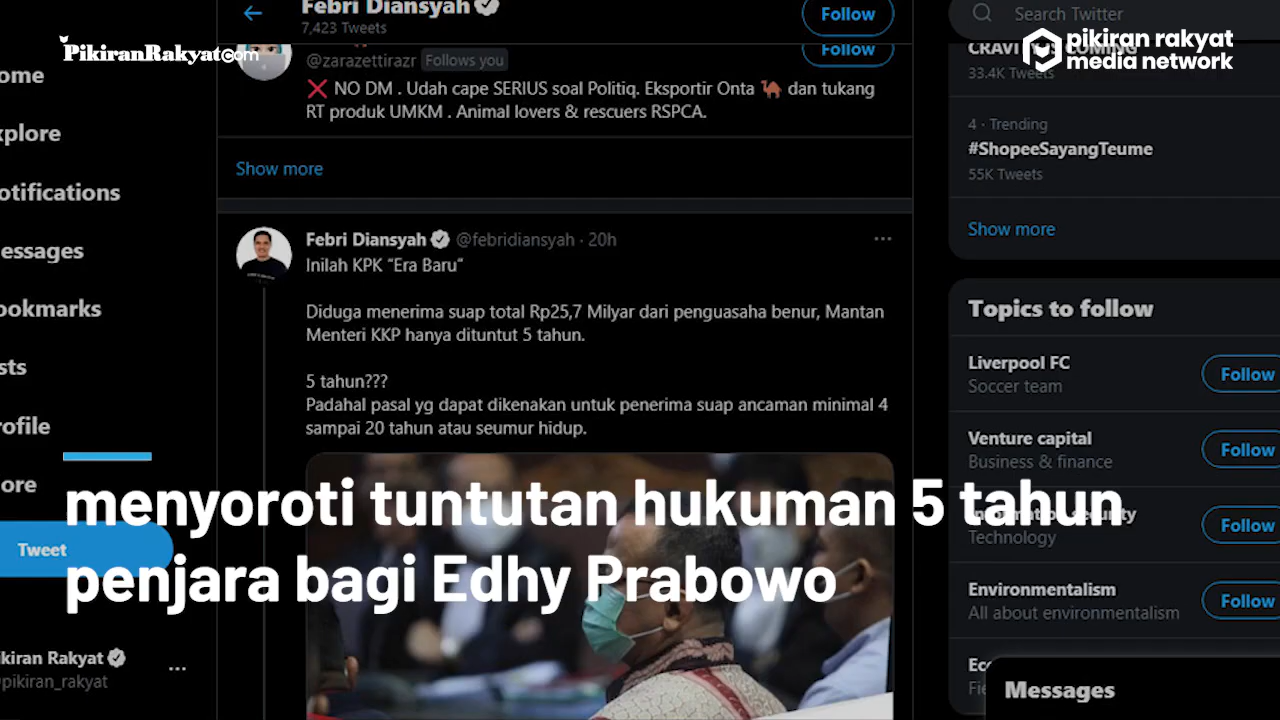 Febri Diansyah
7,423 Tweets
Follow
Search Twitter
PikiranRakyat.com
pikiran rakyat
media network
ome
xplore
otifications
essages
ookmarks
sts
rofile
ore
Tweet
kiran Rakyat
pikiran_rakyat
@zarazettirazr Follows you
Follow
❌ NO DM . Udah cape SERIUS soal Politiq. Eksportir Onta 🐪 dan tukang
RT produk UMKM . Animal lovers & rescuers RSPCA.
Show more
Febri Diansyah @febridiansyah · 20h
Inilah KPK “Era Baru“
Diduga menerima suap total Rp25,7 Milyar dari penguasaha benur, Mantan
Menteri KKP hanya dituntut 5 tahun.
5 tahun???
Padahal pasal yg dapat dikenakan untuk penerima suap ancaman minimal 4
sampai 20 tahun atau seumur hidup.
menyoroti tuntutan hukuman 5 tahun
penjara bagi Edhy Prabowo
33.4K Tweets
4 · Trending
#ShopeeSayangTeume
55K Tweets
Show more
Topics to follow
Liverpool FC
Soccer team
Follow
Venture capital
Business & finance
Follow
Information security
Technology
Follow
Environmentalism
All about environmentalism
Follow
Messages